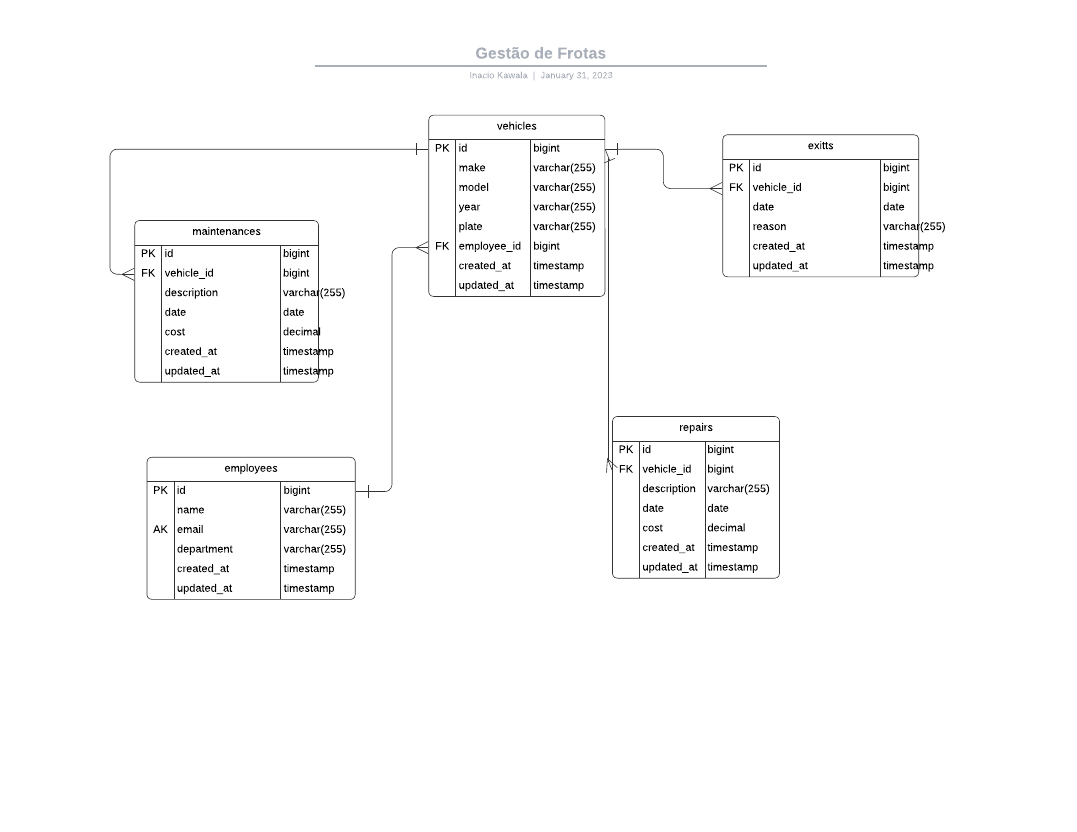 Gestão de Frotas
Inacio Kawala | January 31, 2023
vehicles
PK id bigint
make varchar(255)
model varchar(255)
year varchar(255)
plate varchar(255)
FK employee_id bigint
created_at timestamp
updated_at timestamp
exitts
PK id bigint
FK vehicle_id bigint
date date
reason varchar(255)
created_at timestamp
updated_at timestamp
maintenances
PK id bigint
FK vehicle_id bigint
description varchar(255)
date date
cost decimal
created_at timestamp
updated_at timestamp
employees
PK id bigint
name varchar(255)
AK email varchar(255)
department varchar(255)
created_at timestamp
updated_at timestamp
repairs
PK id bigint
FK vehicle_id bigint
description varchar(255)
date date
cost decimal
created_at timestamp
updated_at timestamp